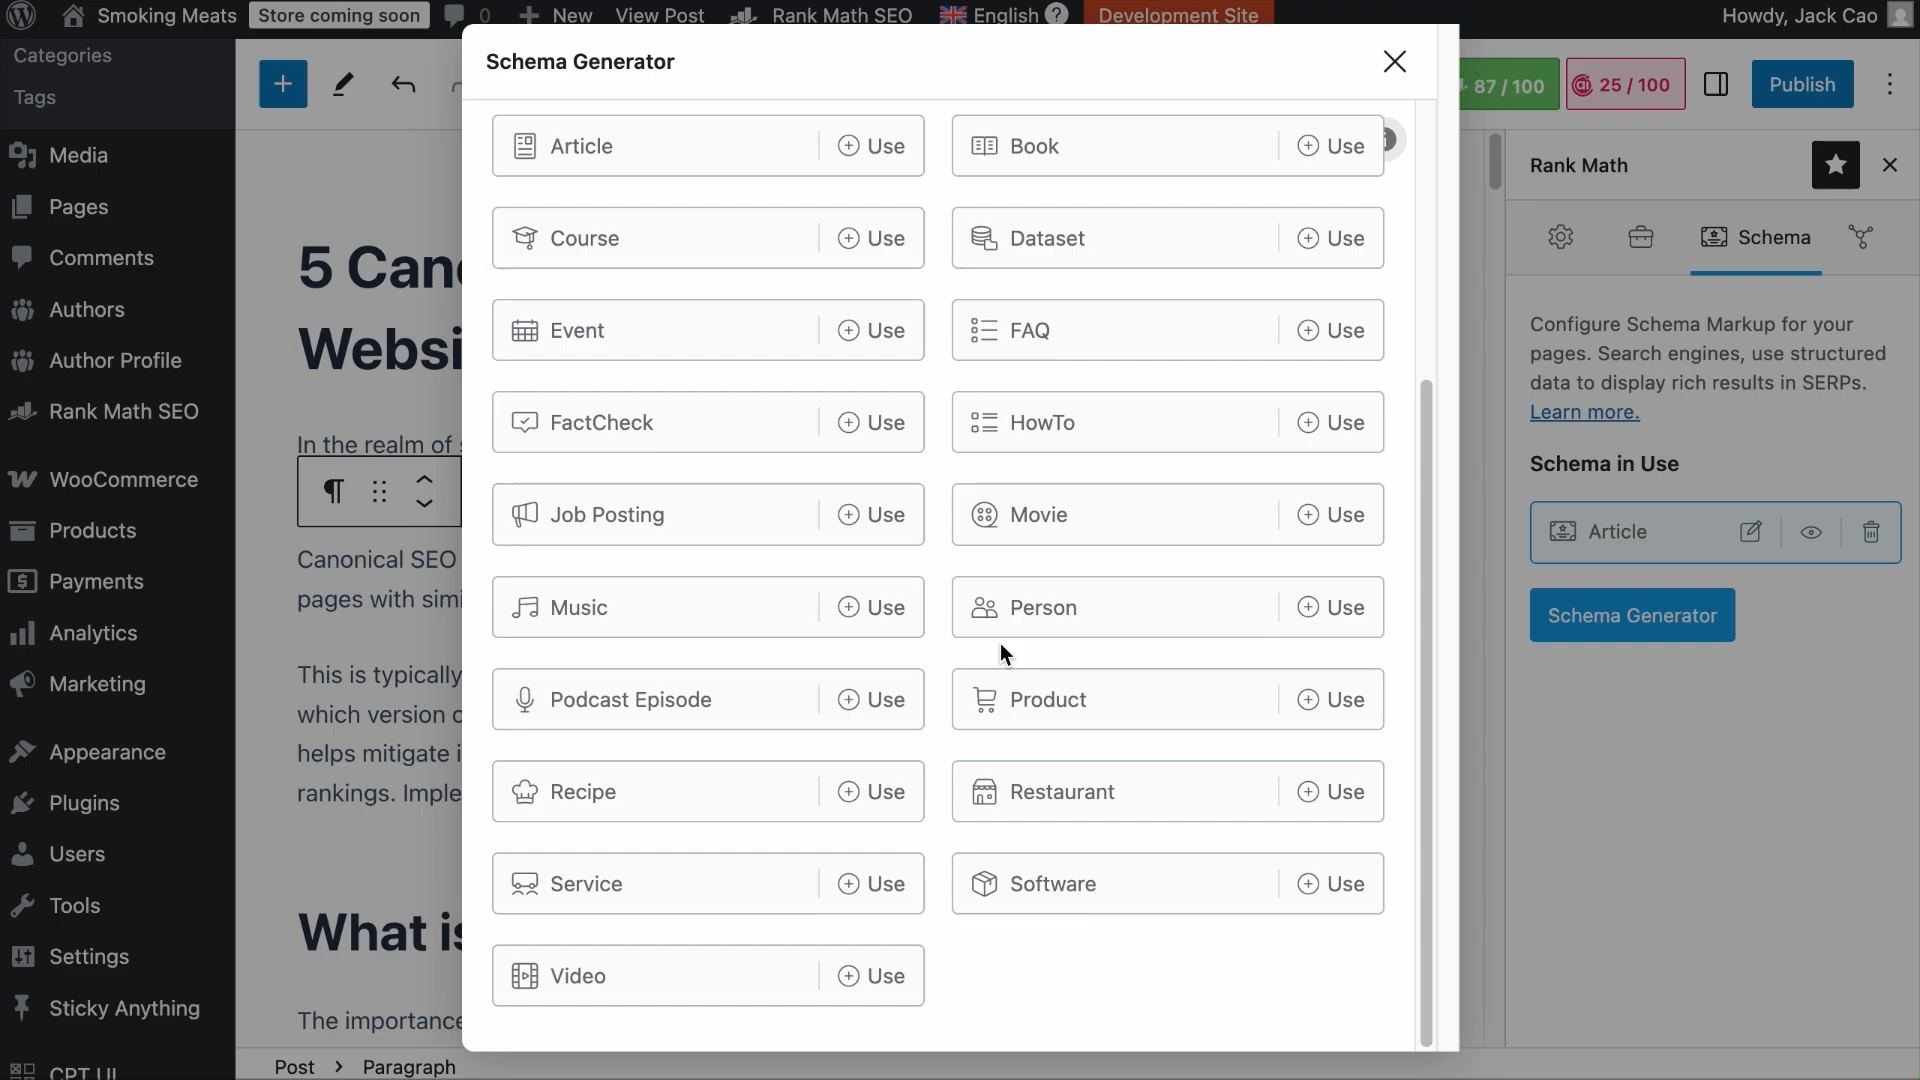 Smoking Meats
Store coming soon
0
New
View Post
Rank Math SEO
English
Development Site
Howdy, Jack Cao
Categories
Tags
Media
Pages
Comments
Authors
Author Profile
Rank Math SEO
WooCommerce
Products
Payments
Analytics
Marketing
Appearance
Plugins
Users
Tools
Settings
Sticky Anything
CPT UI
87 / 100
25 / 100
Publish
5 Can
Websi
In the realm of
Canonical SEO
pages with simi
This is typically
which version
helps mitigate
rankings. Imple
What is
The importance
Post
Paragraph
Schema Generator
Article
Use
Book
Use
Course
Use
Dataset
Use
Event
Use
FAQ
Use
FactCheck
Use
HowTo
Use
Job Posting
Use
Movie
Use
Music
Use
Person
Use
Podcast Episode
Use
Product
Use
Recipe
Use
Restaurant
Use
Service
Use
Software
Use
Video
Use
Rank Math
Schema
Configure Schema Markup for your
pages. Search engines, use structured
data to display rich results in SERPs.
Learn more.
Schema in Use
Article
Schema Generator